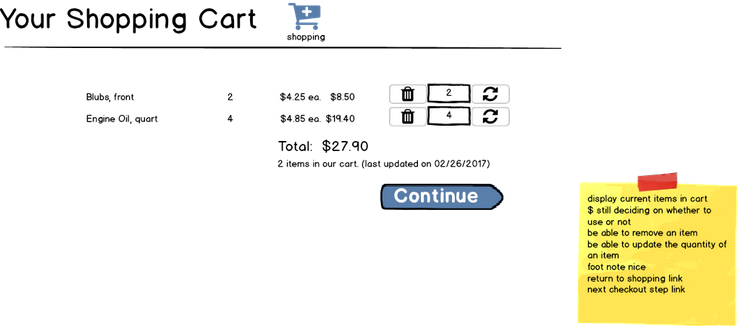 Your Shopping Cart
shopping
Blubs, front 2 $4.25 ea. $8.50 2
Engine Oil, quart 4 $4.85 ea. $19.40 4
Total: $27.90
2 items in our cart. (last updated on 02/26/2017)
Continue
display current items in cart
$ still deciding on whether to
use or not
be able to remove an item
be able to update the quantity of
an item
foot note nice
return to shopping link
next checkout step link